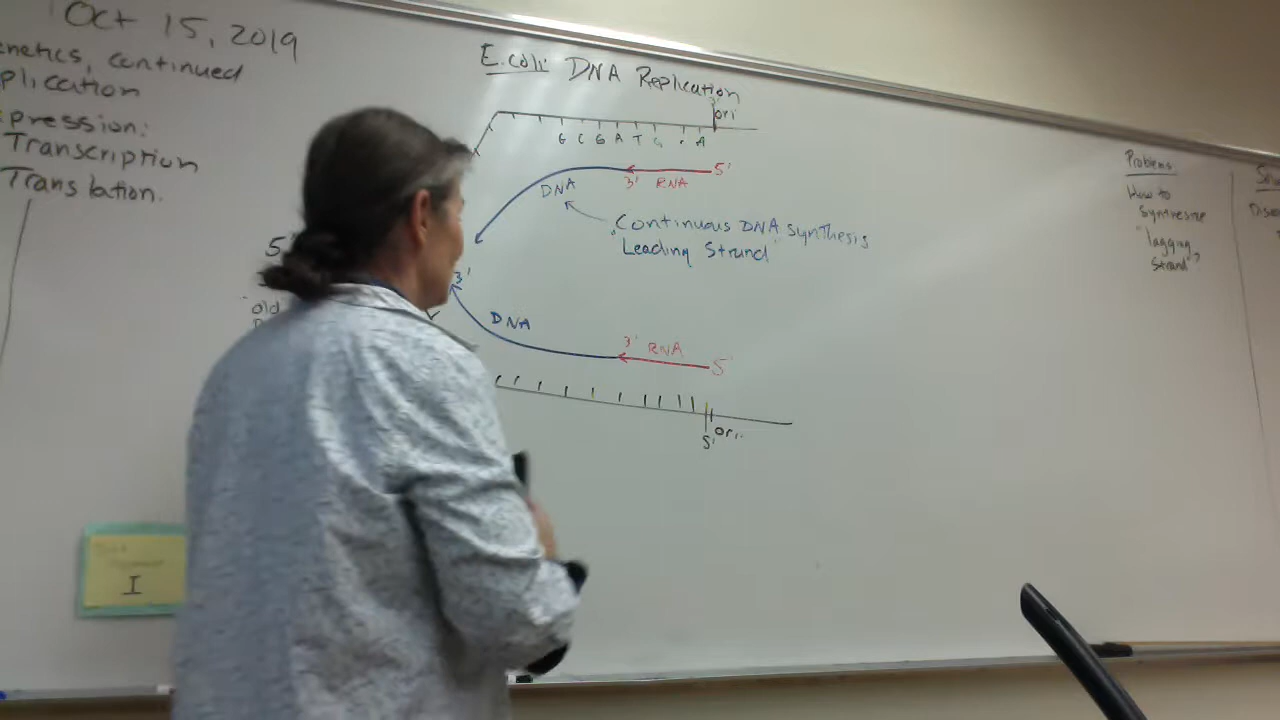 Oct 15, 2019
netics, continued
plication
pression:
Transcription
Translation.
E.coli DNA Replication
ori
G C G A T G A
5'
3' RNA
DNA
Continuous DNA synthesis
"Leading Strand"
5'
3'
old
DNA
3' RNA
5'
5'
ori
Problems
How to
synthesize
"lagging
strand"
I